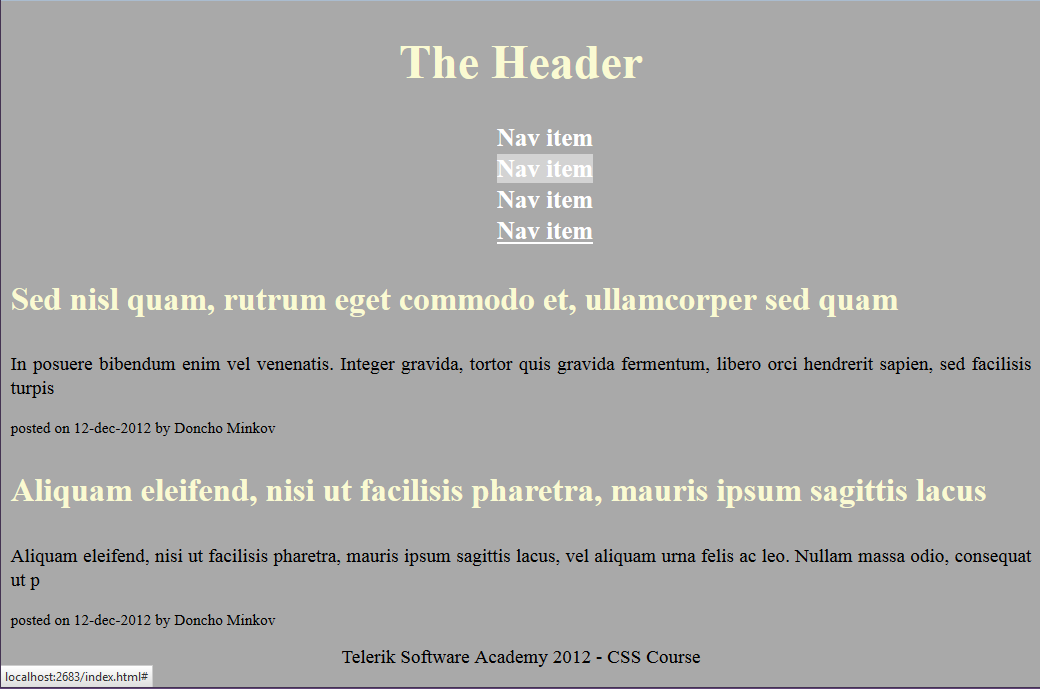 The Header
Nav item
Nav item
Nav item
Nav item
Sed nisl quam, rutrum eget commodo et, ullamcorper sed quam
In posuere bibendum enim vel venenatis. Integer gravida, tortor quis gravida fermentum, libero orci hendrerit sapien, sed facilisis
turpis
posted on 12-dec-2012 by Doncho Minkov
Aliquam eleifend, nisi ut facilisis pharetra, mauris ipsum sagittis lacus
Aliquam eleifend, nisi ut facilisis pharetra, mauris ipsum sagittis lacus, vel aliquam urna felis ac leo. Nullam massa odio, consequat
ut p
posted on 12-dec-2012 by Doncho Minkov
Telerik Software Academy 2012 - CSS Course
localhost:2683/index.html#